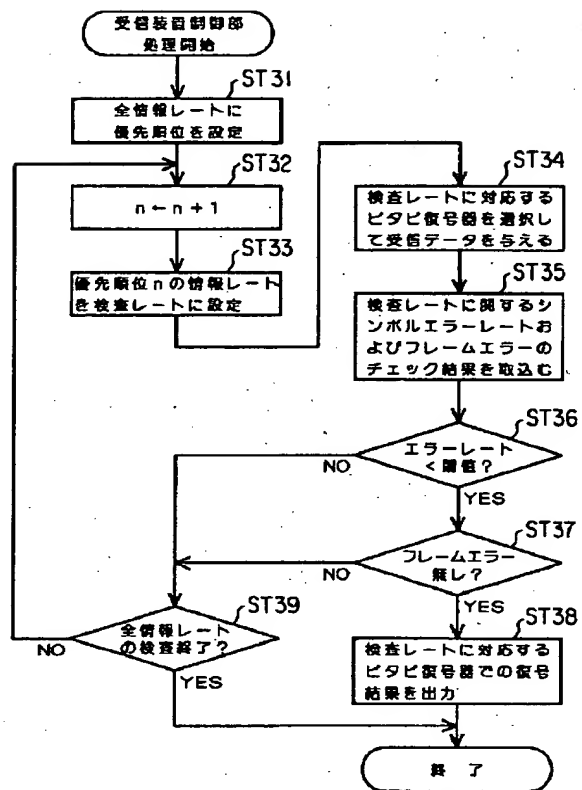 受信装置制御部
処理開始
ST31
全情報レートに
優先順位を設定
ST32
n ← n + 1
ST33
優先順位nの情報レート
を検査レートに設定
ST34
検査レートに対応する
ビタビ復号器を選択し
て受信データを与える
ST35
検査レートに関するシ
ンボルエラーレートお
よびフレームエラーの
チェック結果を取込む
ST36
エラーレート
<閾値?
NO
YES
ST37
フレームエラー
無し?
NO
YES
ST38
検査レートに対応する
ビタビ復号器での復号
結果を出力
ST39
全情報レート
の検査終了?
NO
YES
終 了